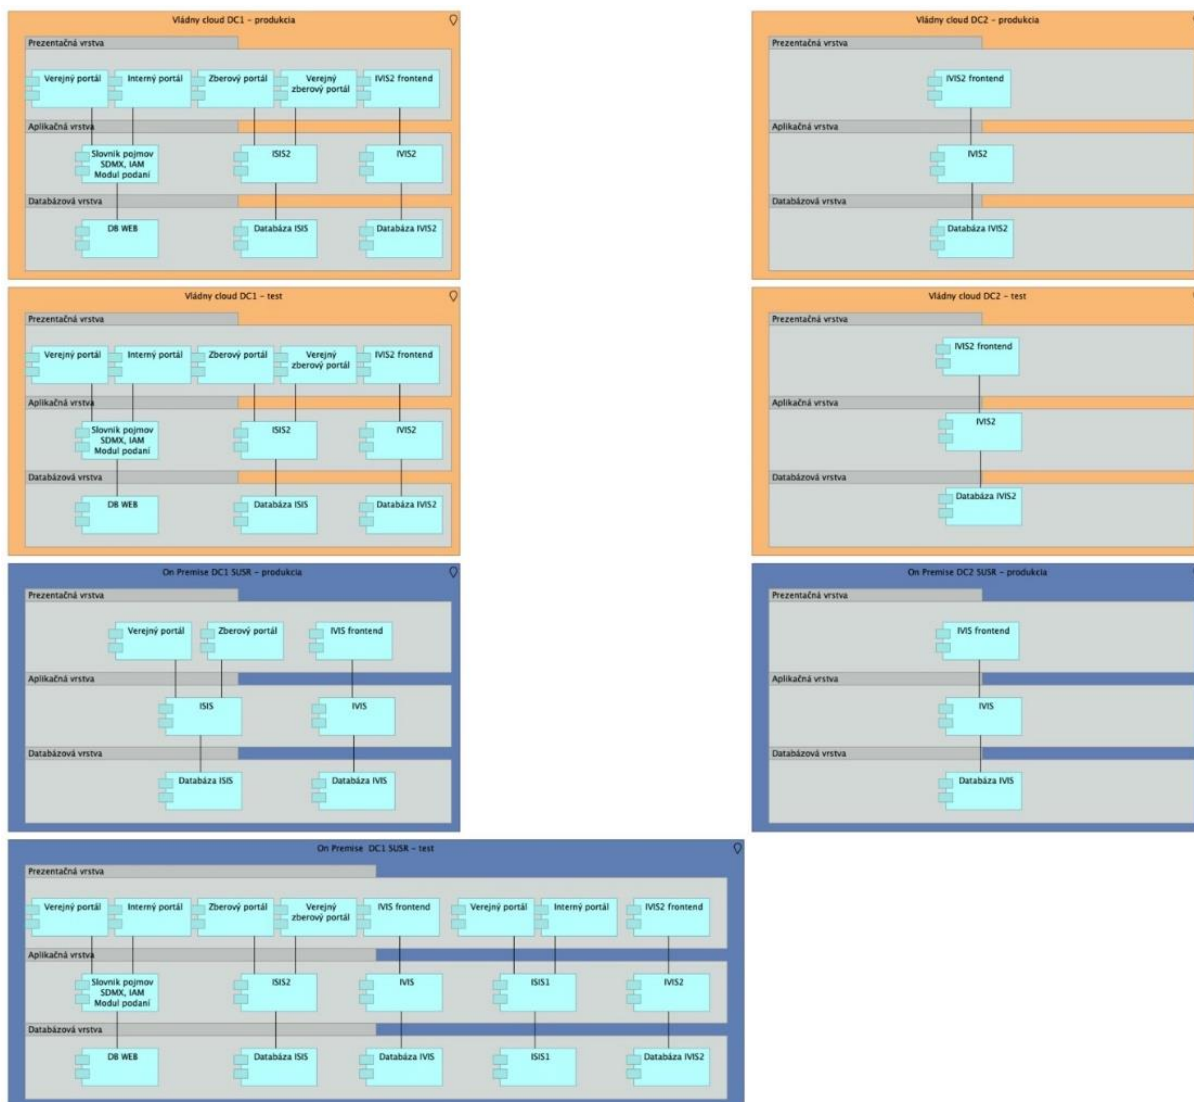 Vládny cloud DC1 - produkcia
Prezentačná vrstva
Verejný portál
Interný portál
Zberový portál
Verejný
zberový portál
IVIS2 frontend
Aplikačná vrstva
Slovník pojmov
SDMX, IAM
Modul podaní
ISIS2
IVIS2
Databázová vrstva
DB WEB
Databáza ISIS
Databáza IVIS2
Vládny cloud DC2 - produkcia
Prezentačná vrstva
IVIS2 frontend
Aplikačná vrstva
IVIS2
Databázová vrstva
Databáza IVIS2
Vládny cloud DC1 - test
Prezentačná vrstva
Verejný portál
Interný portál
Zberový portál
Verejný
zberový portál
IVIS2 frontend
Aplikačná vrstva
Slovník pojmov
SDMX, IAM
Modul podaní
ISIS2
IVIS2
Databázová vrstva
DB WEB
Databáza ISIS
Databáza IVIS2
Vládny cloud DC2 - test
Prezentačná vrstva
IVIS2 frontend
Aplikačná vrstva
IVIS2
Databázová vrstva
Databáza IVIS2
On Premise DC1 SUSR - produkcia
Prezentačná vrstva
Verejný portál
Zberový portál
IVIS frontend
Aplikačná vrstva
ISIS
IVIS
Databázová vrstva
Databáza ISIS
Databáza IVIS
On Premise DC2 SUSR - produkcia
Prezentačná vrstva
IVIS frontend
Aplikačná vrstva
IVIS
Databázová vrstva
Databáza IVIS
On Premise DC1 SUSR - test
Prezentačná vrstva
Verejný portál
Interný portál
Zberový portál
Verejný
zberový portál
IVIS frontend
Verejný portál
Interný portál
IVIS2 frontend
Aplikačná vrstva
Slovník pojmov
SDMX, IAM
Modul podaní
ISIS2
IVIS
ISIS1
IVIS2
Databázová vrstva
DB WEB
Databáza ISIS
Databáza IVIS
ISIS1
Databáza IVIS2